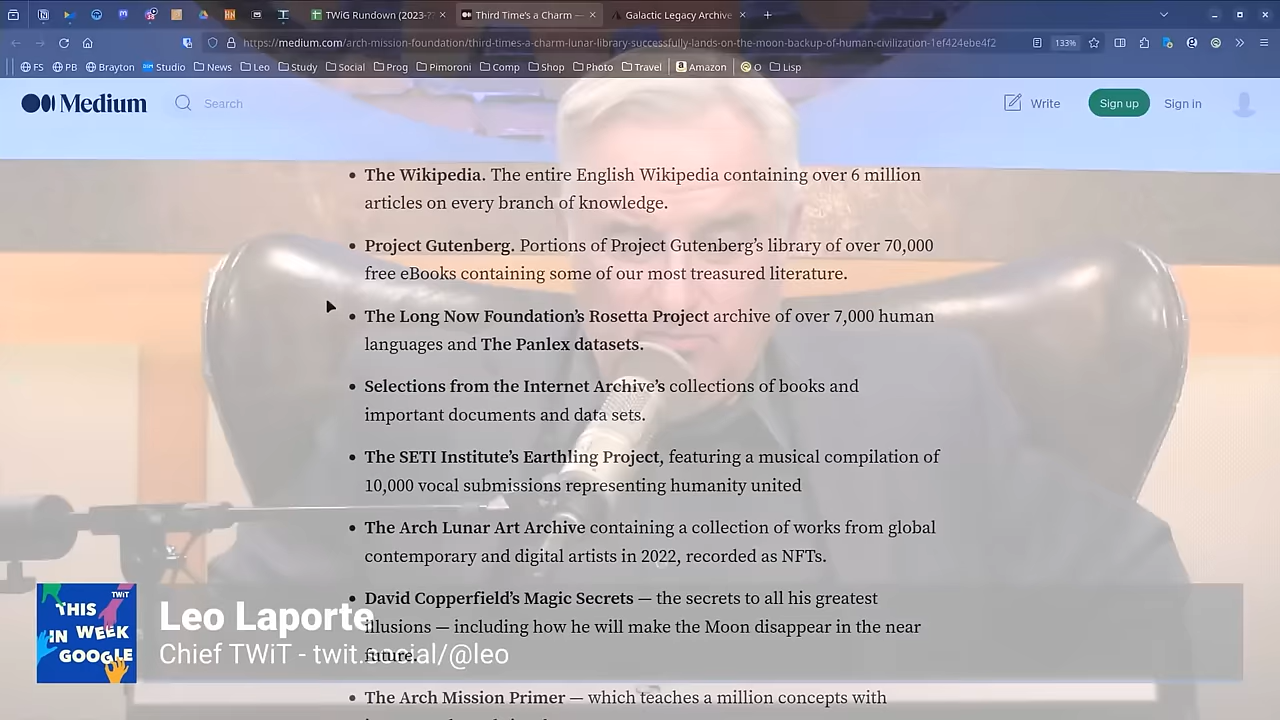 TWiG Rundown (2023-
Third Time's a Charm —
Galactic Legacy Archive
https://medium.com/arch-mission-foundation/third-times-a-charm-lunar-library-successfully-lands-on-the-moon-backup-of-human-civilization-1ef424ebe4f2
133%
FS PB Brayton Studio News Leo Study Social Prog Pimoroni Comp Shop Photo Travel Amazon O Lisp
Medium
Search
Write
Sign up
Sign in
The Wikipedia. The entire English Wikipedia containing over 6 million
articles on every branch of knowledge.
Project Gutenberg. Portions of Project Gutenberg's library of over 70,000
free eBooks containing some of our most treasured literature.
The Long Now Foundation's Rosetta Project archive of over 7,000 human
languages and The Panlex datasets.
Selections from the Internet Archive's collections of books and
important documents and data sets.
The SETI Institute's Earthling Project, featuring a musical compilation of
10,000 vocal submissions representing humanity united
The Arch Lunar Art Archive containing a collection of works from global
contemporary and digital artists in 2022, recorded as NFTs.
David Copperfield's Magic Secrets — the secrets to all his greatest
illusions — including how he will make the Moon disappear in the near
future.
The Arch Mission Primer — which teaches a million concepts with
TWiT
THIS
IN WEEK
GOOGLE
Leo Laporte
Chief TWiT - twit.social/@leo